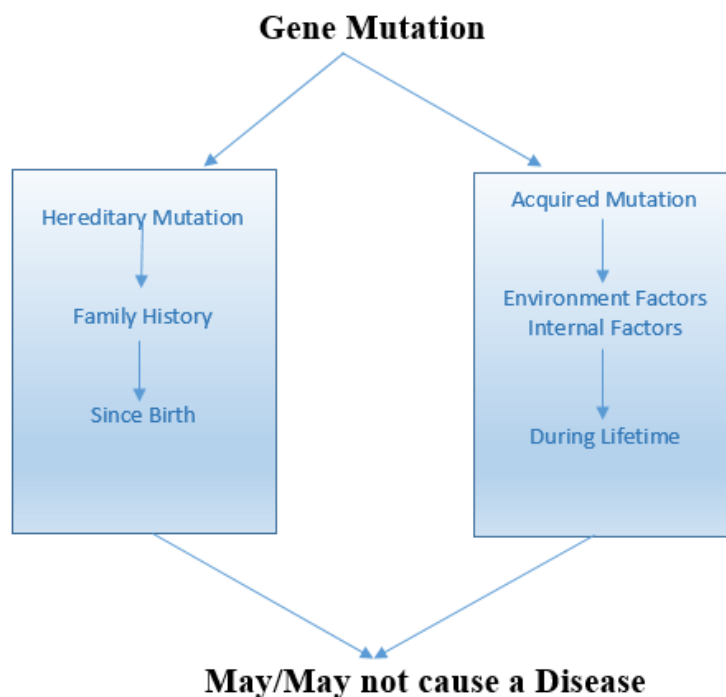 Gene Mutation
Hereditary Mutation
Family History
Since Birth
Acquired Mutation
Environment Factors
Internal Factors
During Lifetime
May/May not cause a Disease